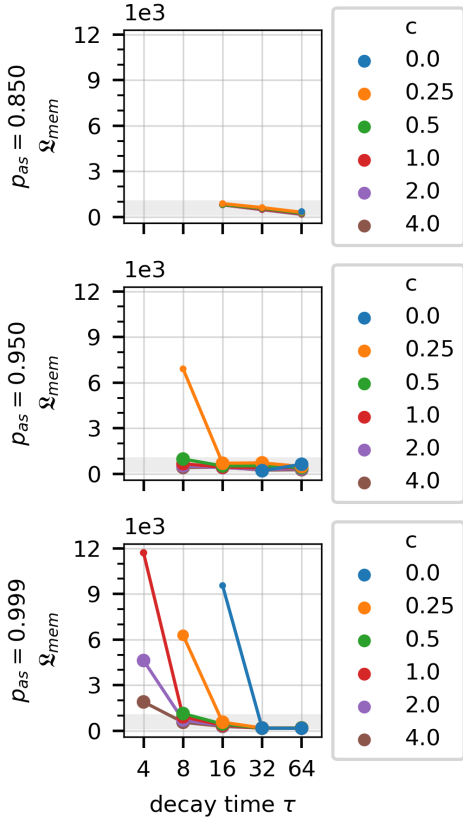 1e3
12
9
6
3
0
p_as = 0.850
𝔏_mem
c
0.0
0.25
0.5
1.0
2.0
4.0
1e3
12
9
6
3
0
p_as = 0.950
𝔏_mem
c
0.0
0.25
0.5
1.0
2.0
4.0
1e3
12
9
6
3
0
p_as = 0.999
𝔏_mem
c
0.0
0.25
0.5
1.0
2.0
4.0
4 8 16 32 64
decay time τ